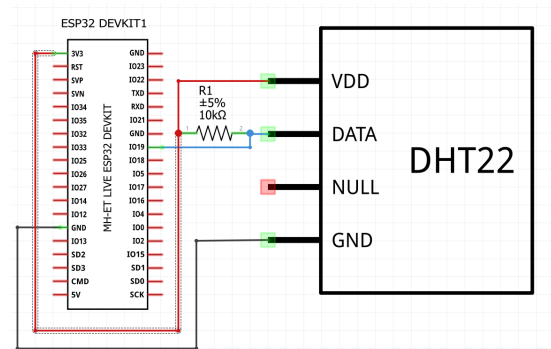 ESP32 DEVKIT1
3V3
RST
SVP
SVN
IO34
IO35
IO32
IO33
IO25
IO26
IO27
IO14
IO12
GND
IO13
SD2
SD3
CMD
5V
MH-ET LIVE ESP32 DEVKIT
GND
IO23
IO22
TXD
RXD
IO21
GND
IO19
IO18
IO5
IO17
IO16
IO4
IO0
IO2
IO15
SD1
SD0
SCK
R1
±5%
10kΩ
1
2
VDD
DATA
NULL
GND
DHT22